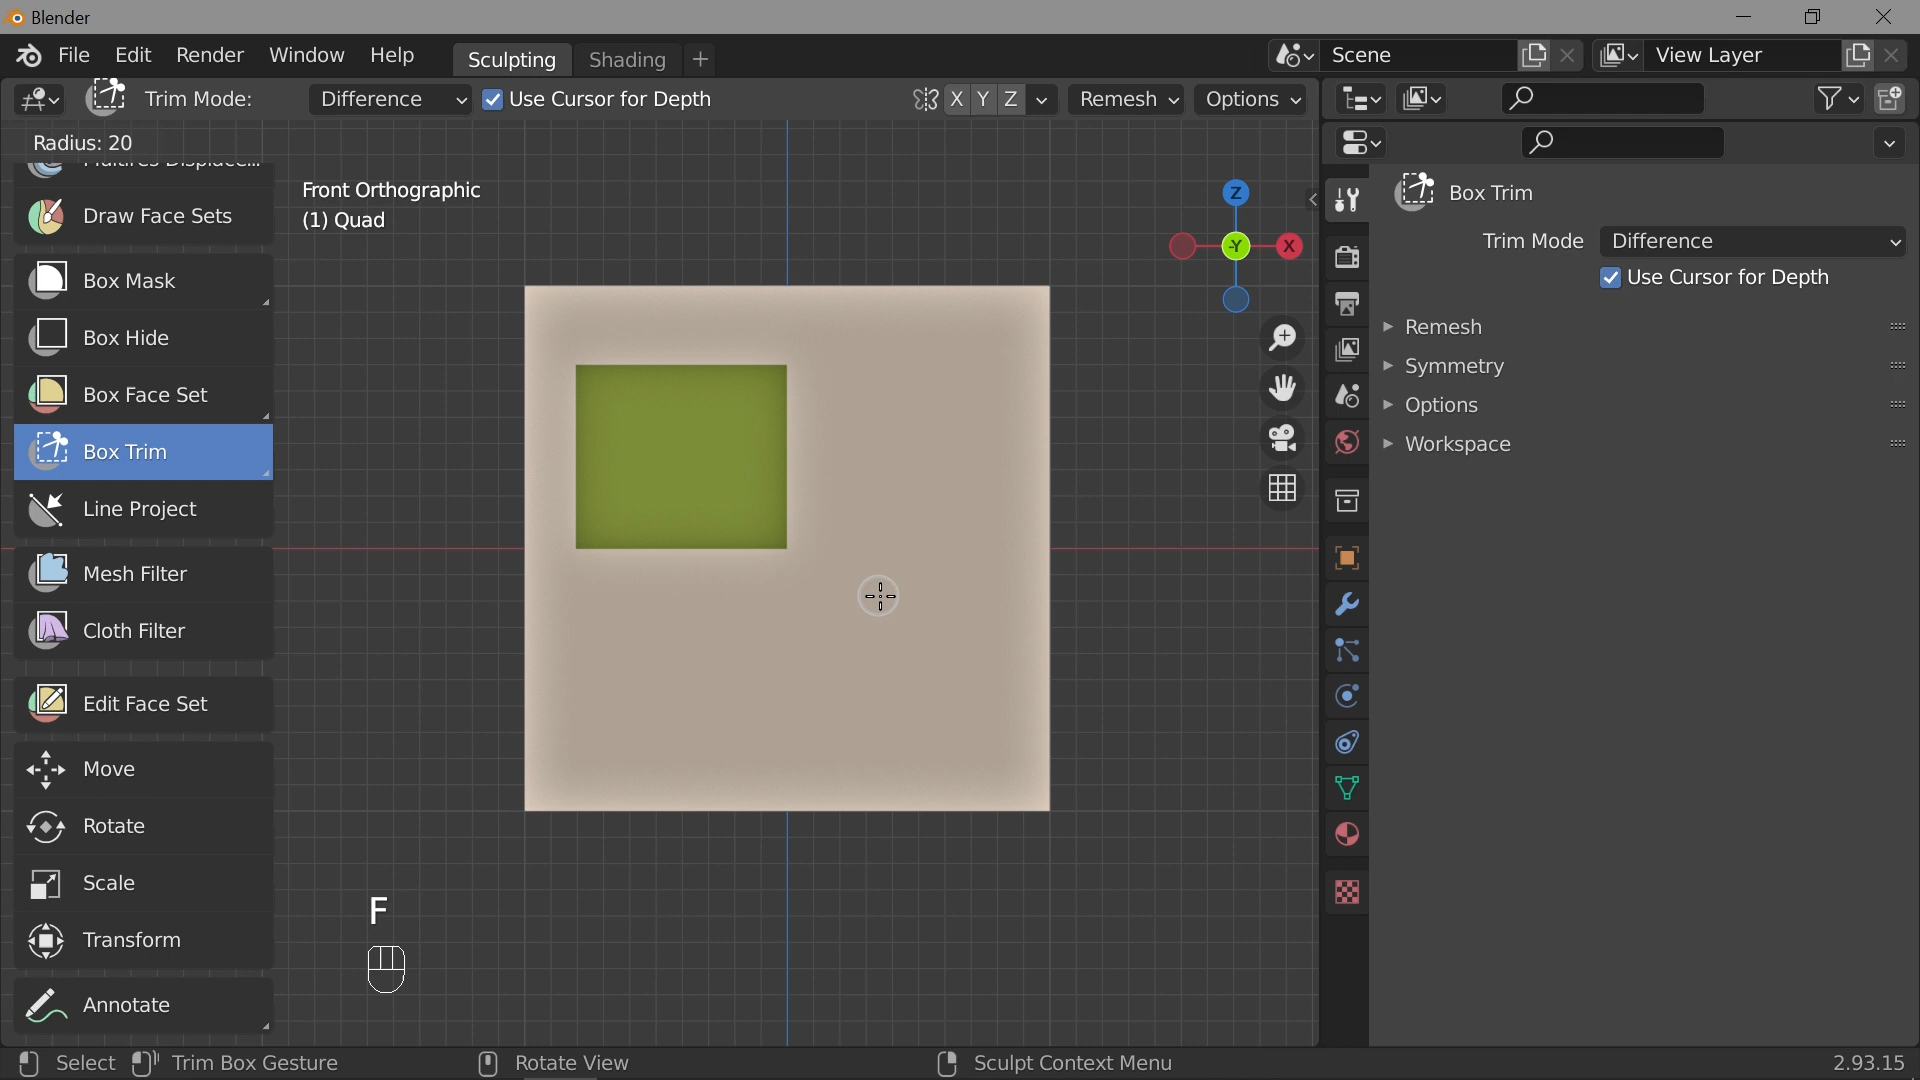 Blender
File Edit Render Window Help Sculpting Shading + Scene View Layer
Trim Mode: Difference Use Cursor for Depth X Y Z Remesh Options
Radius: 20
Draw Face Sets
Box Mask
Box Hide
Box Face Set
Box Trim
Line Project
Mesh Filter
Cloth Filter
Edit Face Set
Move
Rotate
Scale
Transform
Annotate
Front Orthographic
(1) Quad
Z
-Y
X
F
Box Trim
Trim Mode Difference
Use Cursor for Depth
Remesh
Symmetry
Options
Workspace
Select Trim Box Gesture Rotate View Sculpt Context Menu 2.93.15